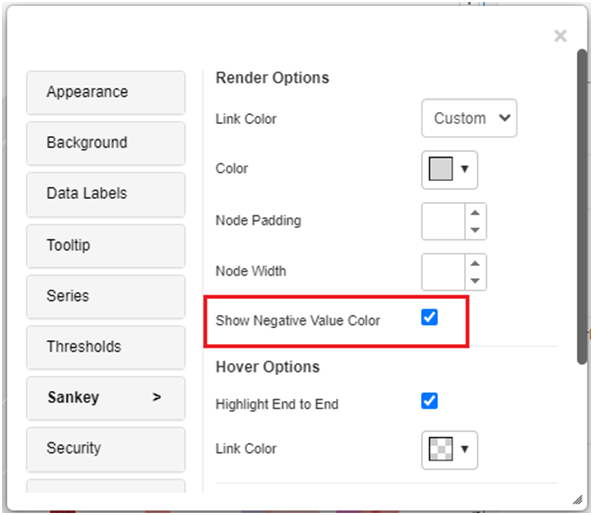 ×
Appearance
Background
Data Labels
Tooltip
Series
Thresholds
Sankey >
Security
Render Options
Link Color Custom
Color
Node Padding
Node Width
Show Negative Value Color
Hover Options
Highlight End to End
Link Color